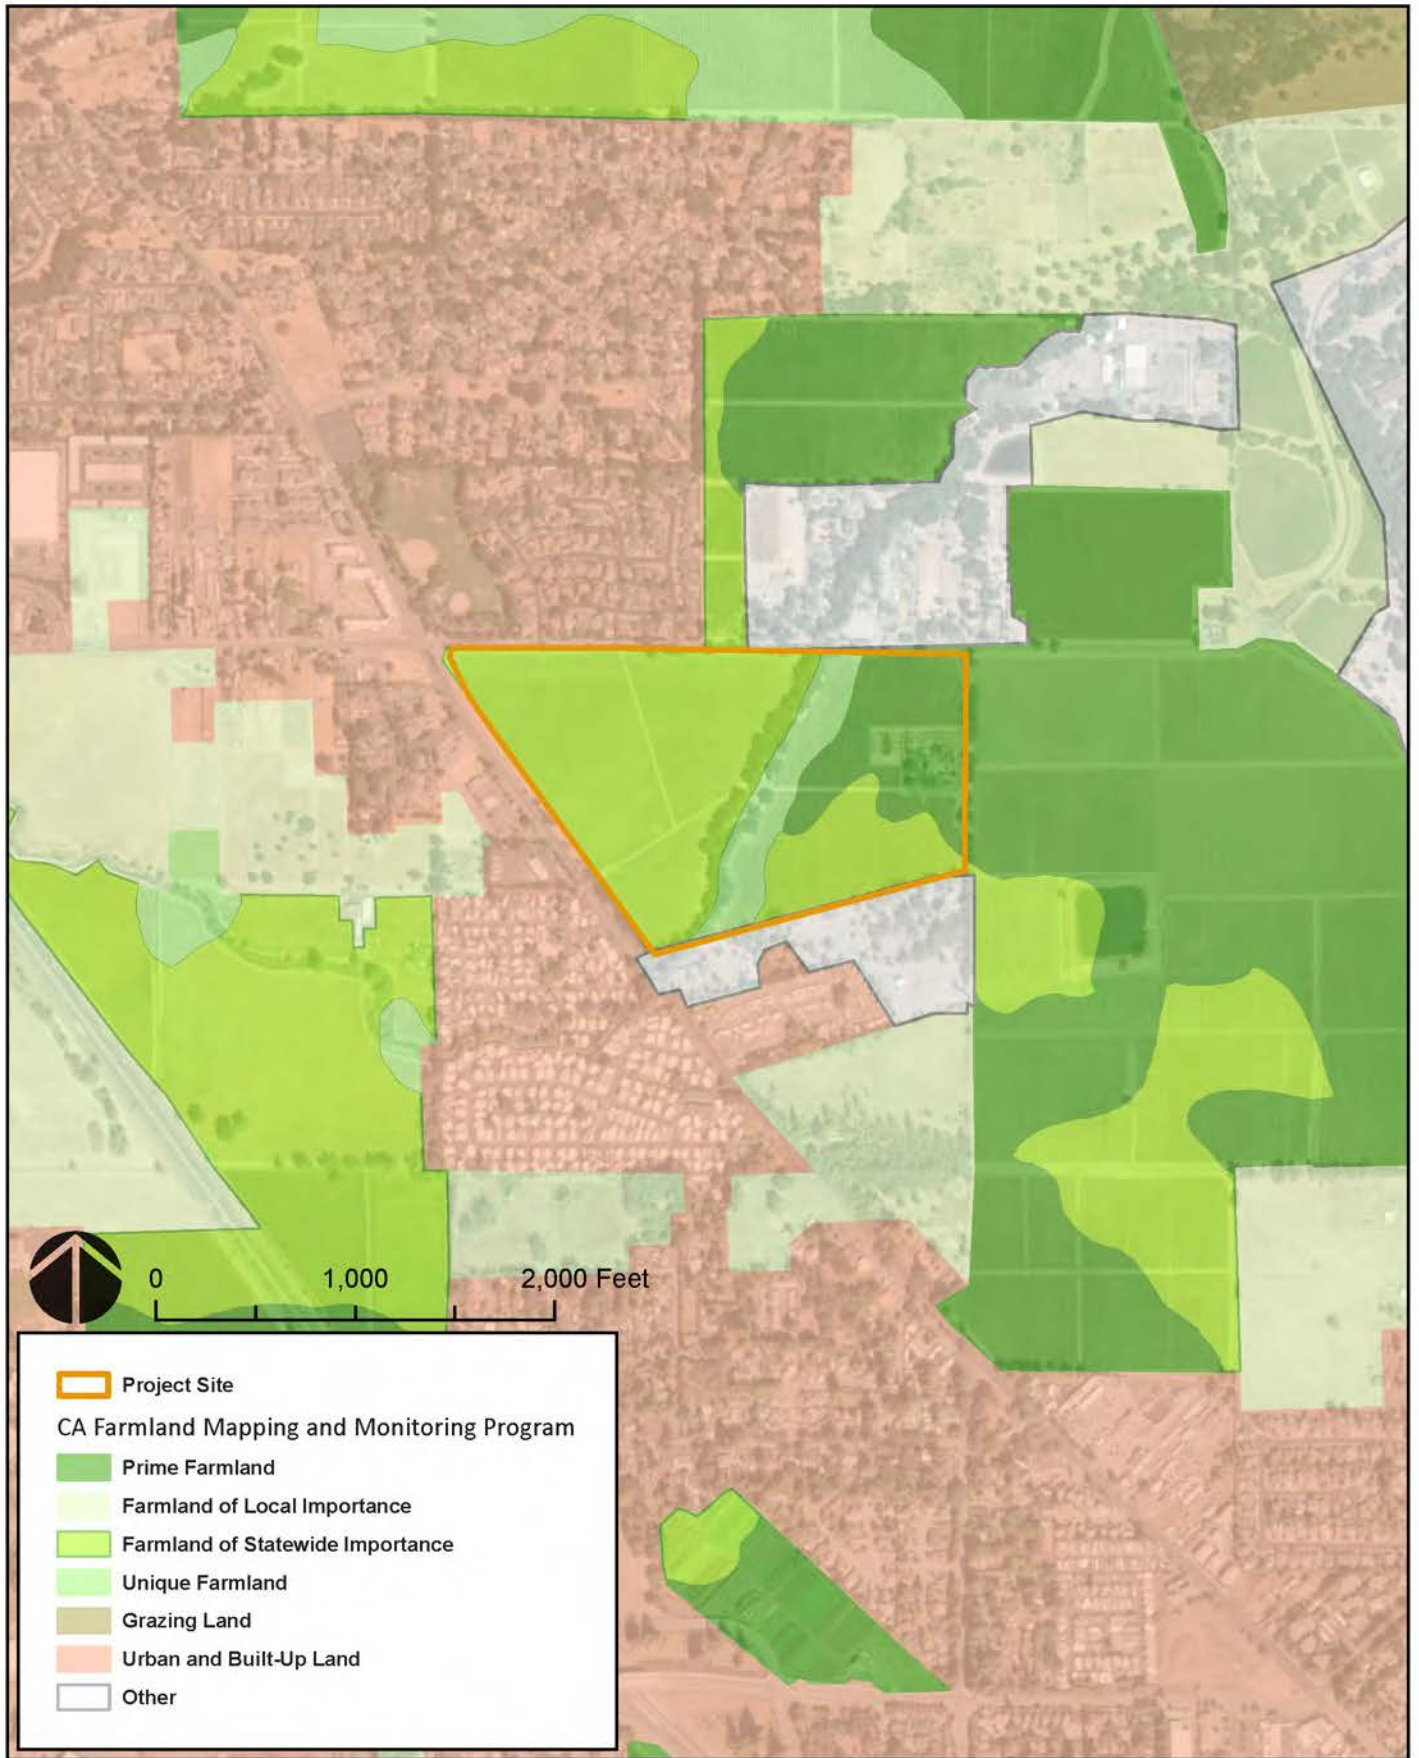 0 1,000 2,000 Feet
Project Site
CA Farmland Mapping and Monitoring Program
Prime Farmland
Farmland of Local Importance
Farmland of Statewide Importance
Unique Farmland
Grazing Land
Urban and Built-Up Land
Other